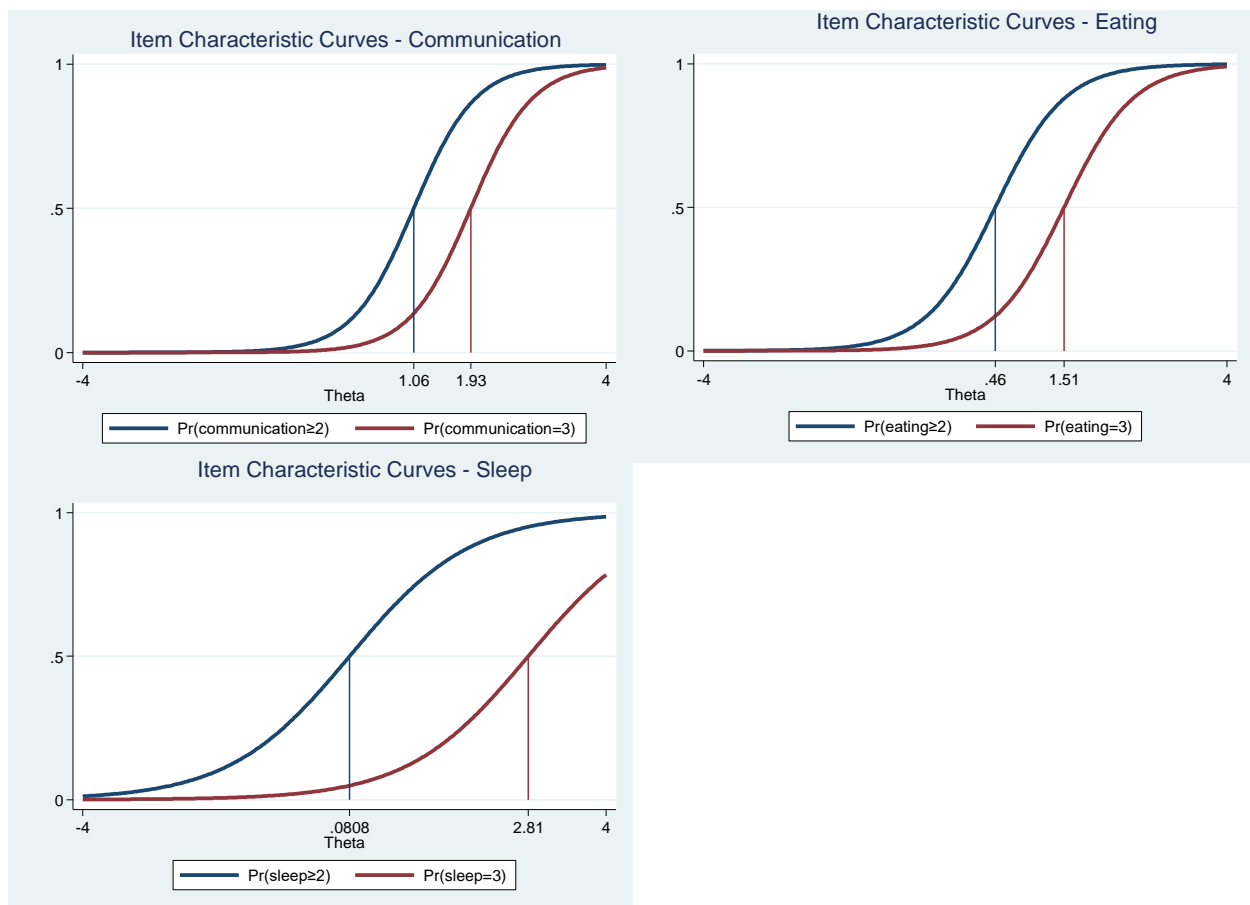 Item Characteristic Curves - Communication
1
.5
0
-4 1.06 1.93 4
Theta
Pr(communication≥2) Pr(communication=3)
Item Characteristic Curves - Eating
1
.5
0
-4 .46 1.51 4
Theta
Pr(eating≥2) Pr(eating=3)
Item Characteristic Curves - Sleep
1
.5
0
-4 .0808 2.81 4
Theta
Pr(sleep≥2) Pr(sleep=3)